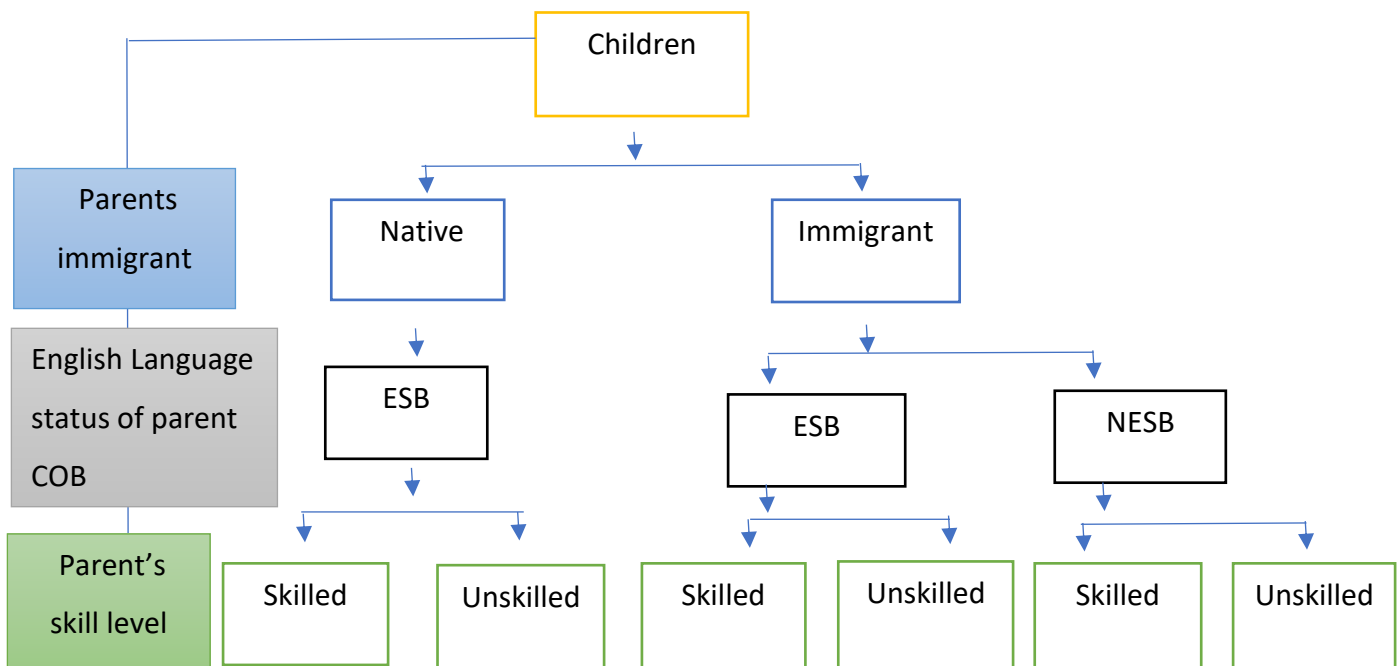 Children
Parents
immigrant
Native
Immigrant
English Language
status of parent
COB
ESB
ESB
NESB
Parent’s
skill level
Skilled
Unskilled
Skilled
Unskilled
Skilled
Unskilled